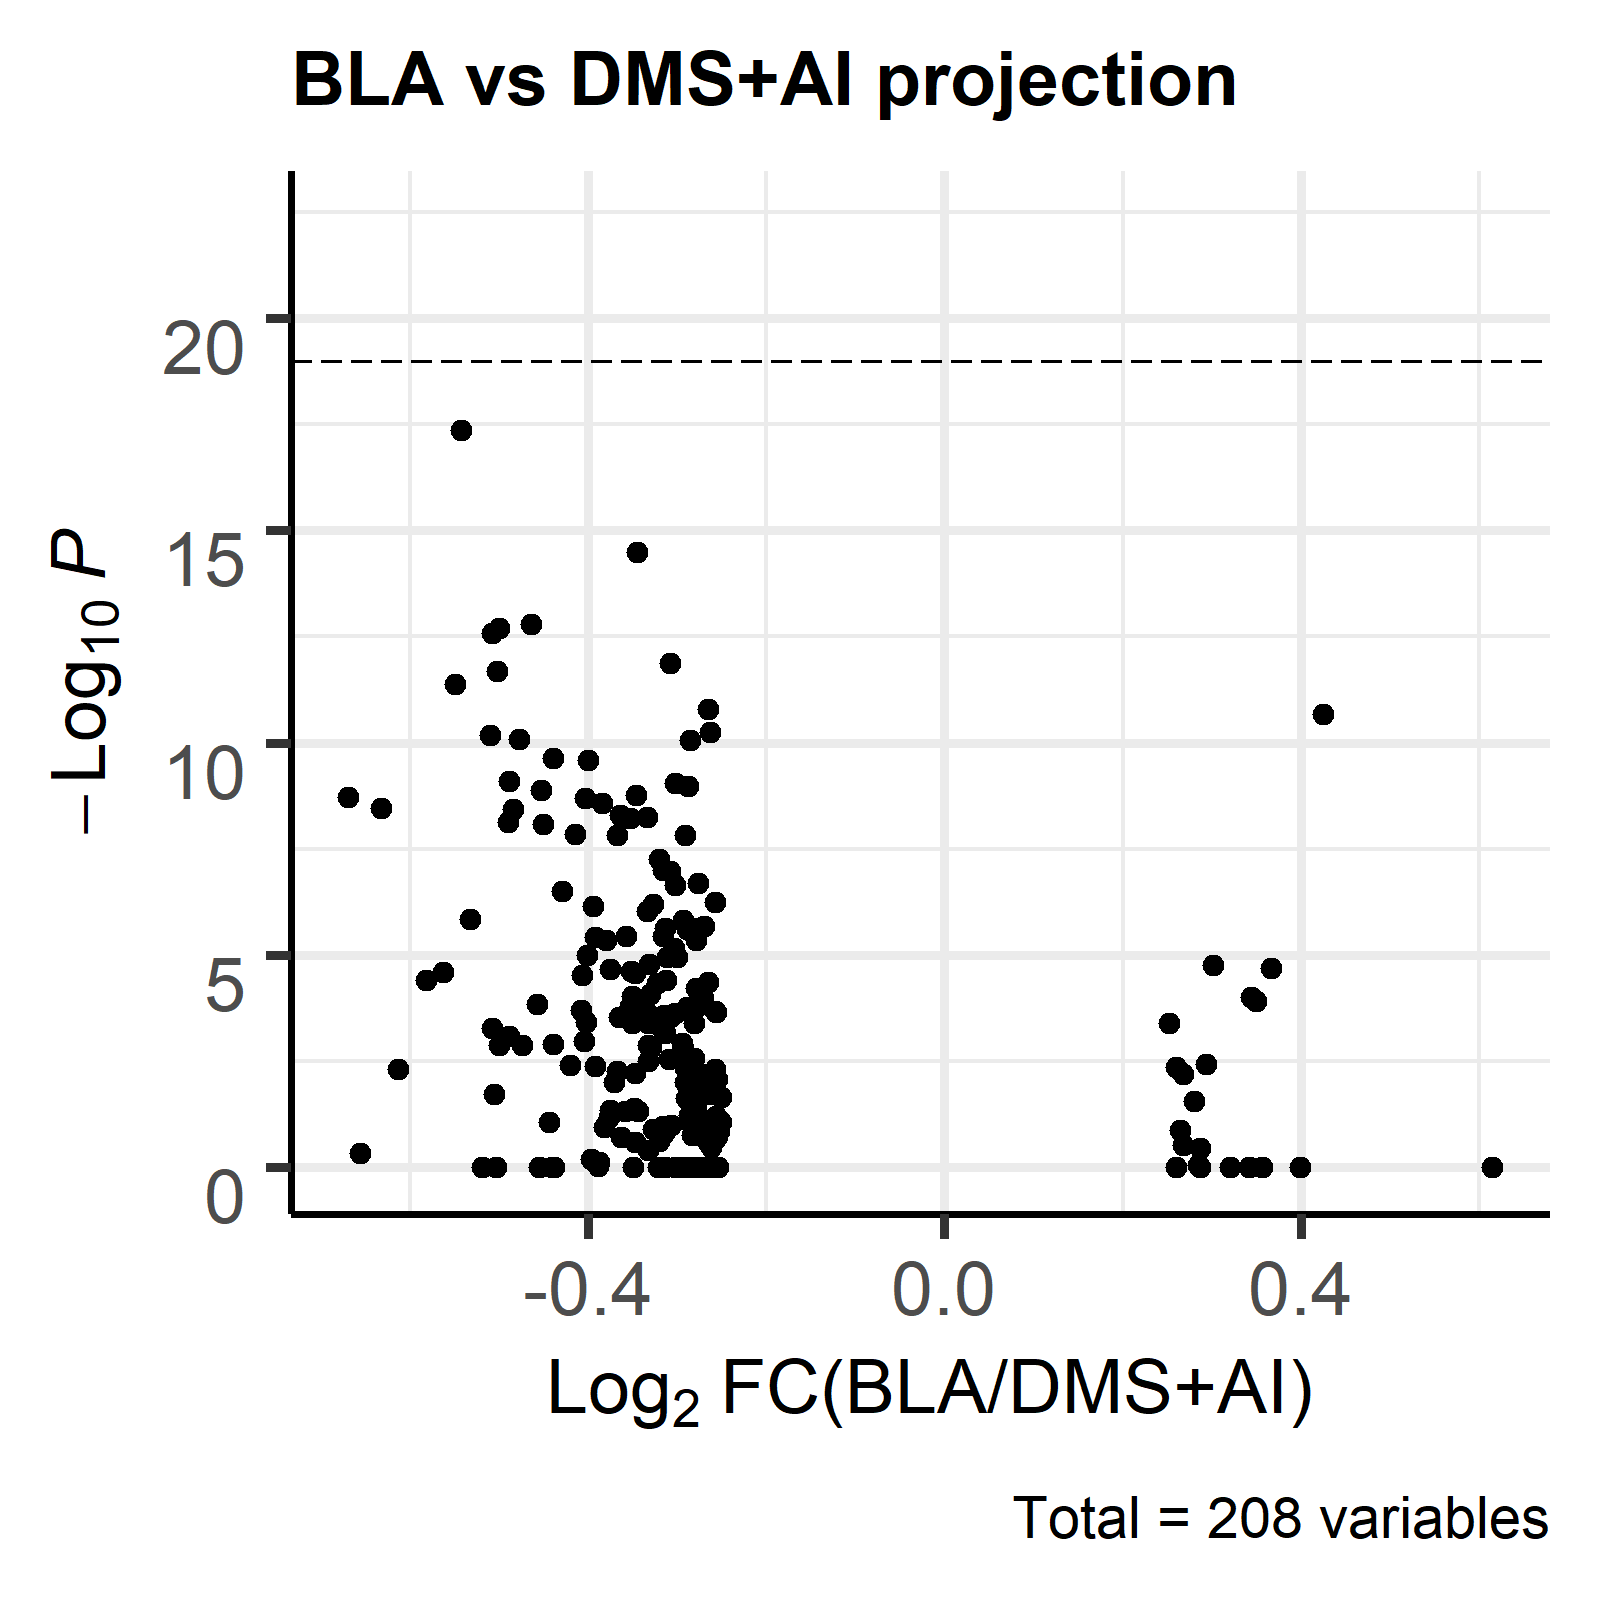 BLA vs DMS+AI projection
20
15
10
5
0
−Log₁₀ P
-0.4 0.0 0.4
Log₂ FC(BLA/DMS+AI)
Total = 208 variables